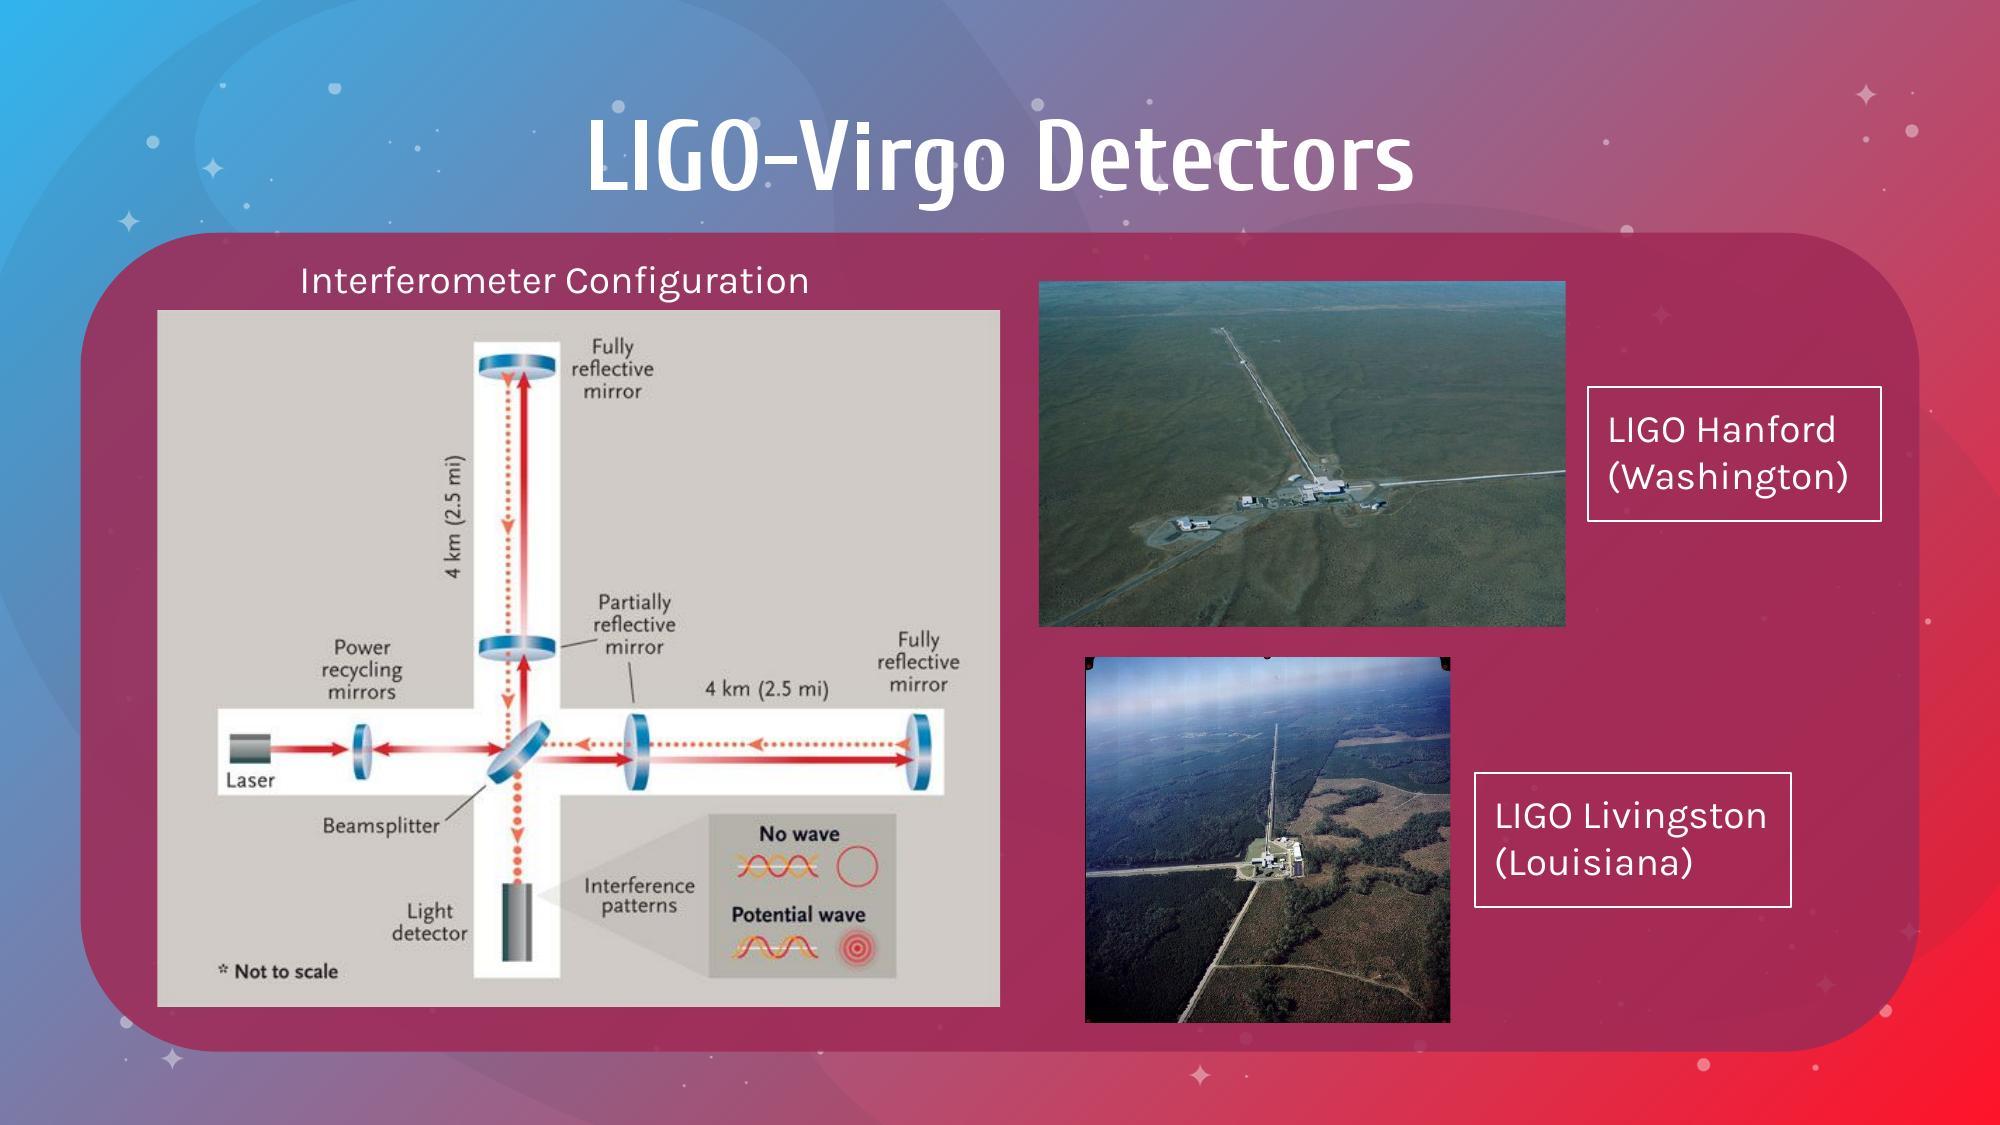 LIGO-Virgo Detectors
Interferometer Configuration
Fully
reflective
mirror
4 km (2.5 mi)
Partially
reflective
mirror
Power
recycling
mirrors
Fully
reflective
mirror
4 km (2.5 mi)
Laser
Beamsplitter
No wave
Interference
patterns
Potential wave
Light
detector
* Not to scale
LIGO Hanford
(Washington)
LIGO Livingston
(Louisiana)